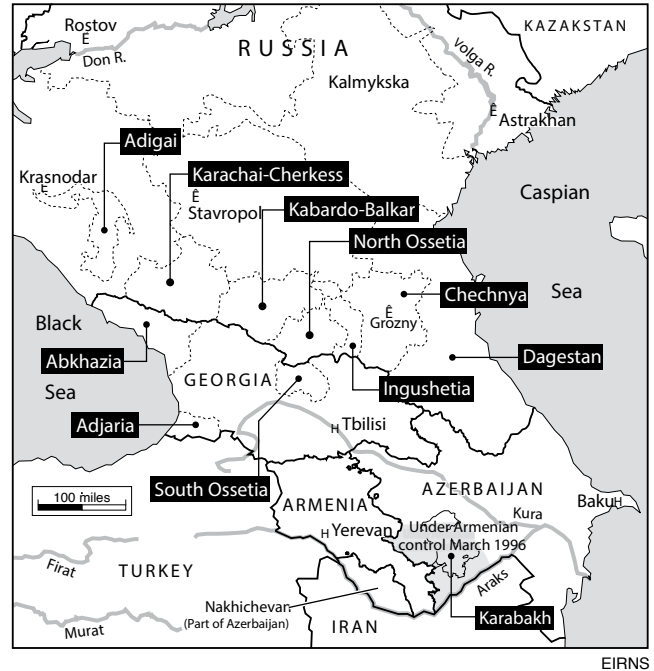 Rostov
Ê
Don R.
RUSSIA
KAZAKSTAN
Volga R.
Kalmykska
Ê
Astrakhan
Adigai
Krasnodar
Ê
Karachai-Cherkess
Ê
Stavropol
Kabardo-Balkar
Caspian
North Ossetia
Chechnya
Sea
Ê
Grozny
Black
Dagestan
Abkhazia
Sea
GEORGIA
Ingushetia
Adjaria
H Tbilisi
South Ossetia
100 miles
ARMENIA
AZERBAIJAN
Baku H
Kura
H Yerevan
Under Armenian
control March 1996
Firat
TURKEY
Araks
Nakhichevan
(Part of Azerbaijan)
Karabakh
Murat
IRAN
EIRNS